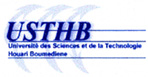 USTHB
Université des Sciences et de la Technologie
Houari Boumediene